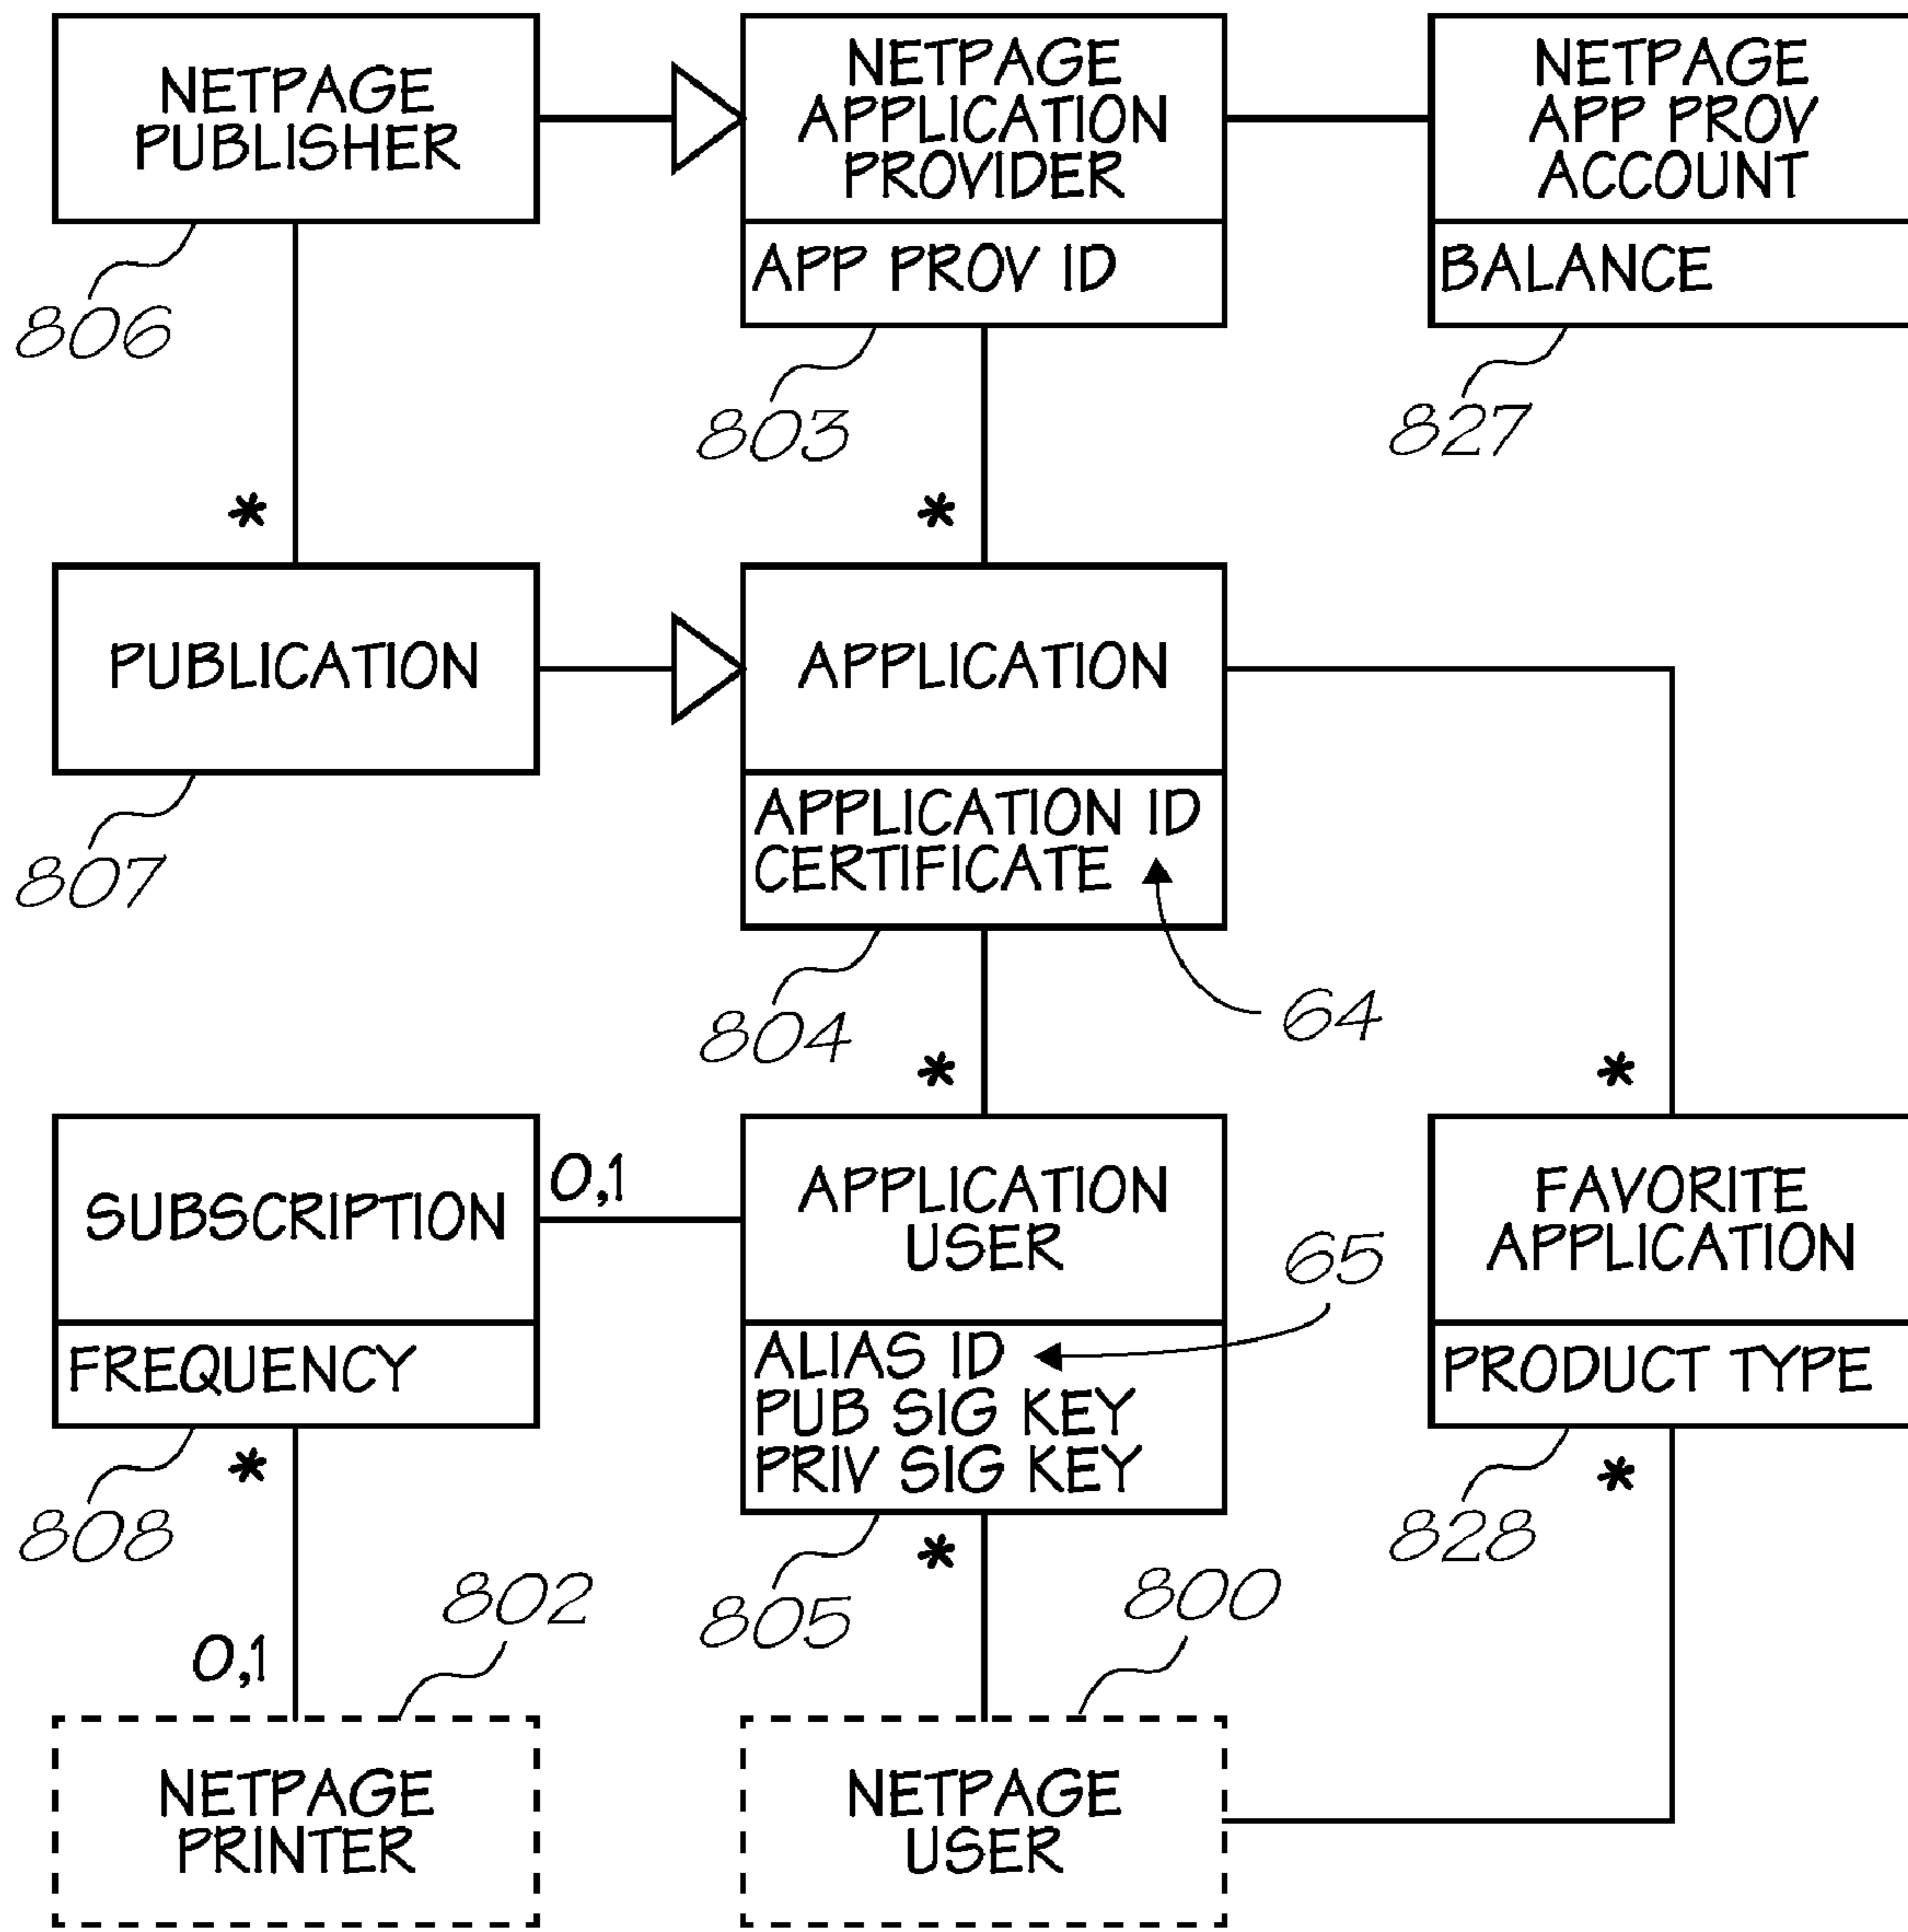 NETPAGE
PUBLISHER
806
NETPAGE
APPLICATION
PROVIDER
APP PROV ID
803
NETPAGE
APP PROV
ACCOUNT
BALANCE
827
*
*
PUBLICATION
807
APPLICATION
APPLICATION ID
CERTIFICATE
804
64
*
*
SUBSCRIPTION
FREQUENCY
808
0,1
APPLICATION
USER
ALIAS ID
PUB SIG KEY
PRIV SIG KEY
805
65
FAVORITE
APPLICATION
PRODUCT TYPE
828
*
*
*
0,1
802
800
NETPAGE
PRINTER
NETPAGE
USER